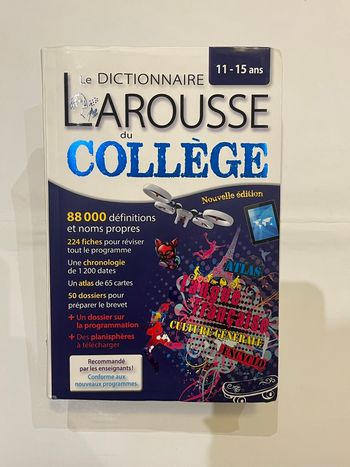 11 - 15 ans
Le DICTIONNAIRE
LAROUSSE
du
COLLÈGE
Nouvelle édition
88 000 définitions
et noms propres
224 fiches pour réviser
tout le programme
Une chronologie
de 1 200 dates
Un atlas de 65 cartes
50 dossiers pour
préparer le brevet
+ Un dossier sur
la programmation
+ Des planisphères
à télécharger
ATLAS
Langue
française
CULTURE GÉNÉRALE
Recommandé
par les enseignants !
Conforme aux
nouveaux programmes